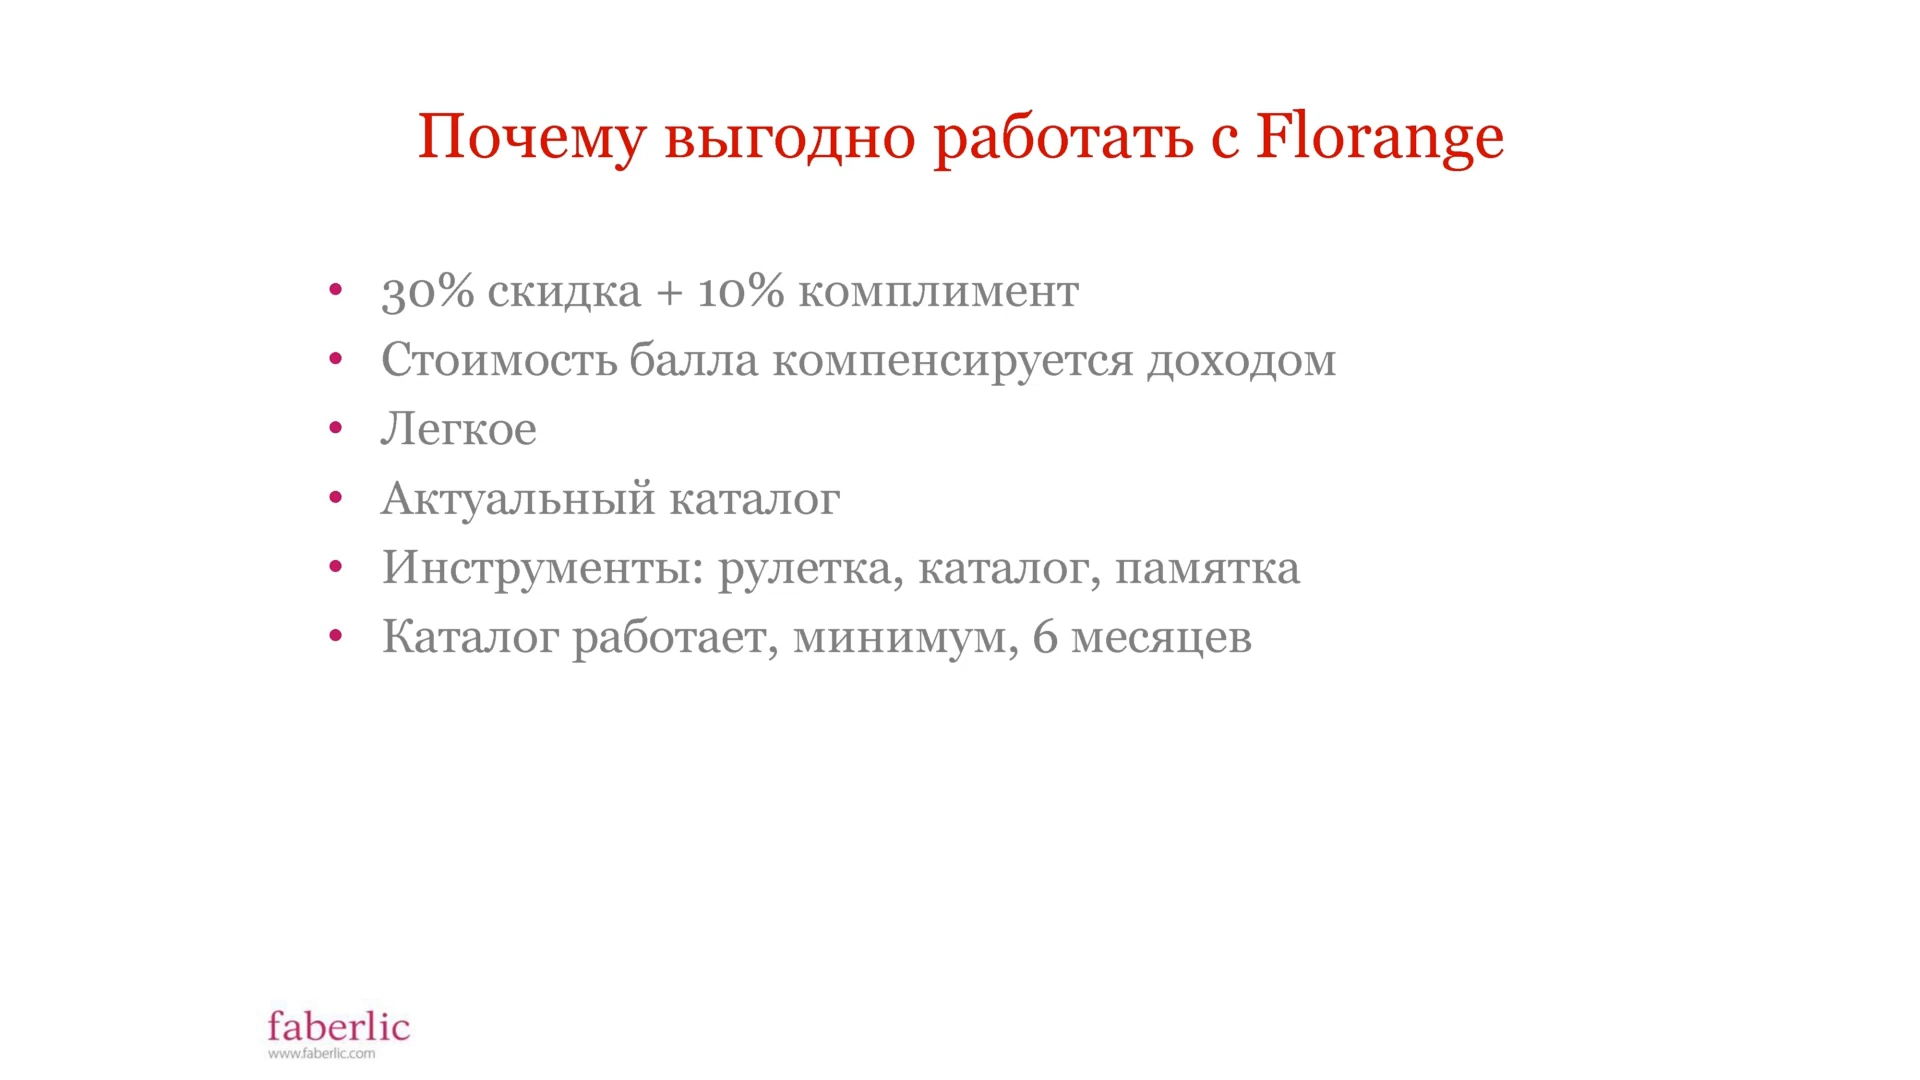 Почему выгодно работать с Florange
• 30% скидка + 10% комплимент
• Стоимость балла компенсируется доходом
• Легкое
• Актуальный каталог
• Инструменты: рулетка, каталог, памятка
• Каталог работает, минимум, 6 месяцев
faberlic
www.faberlic.com